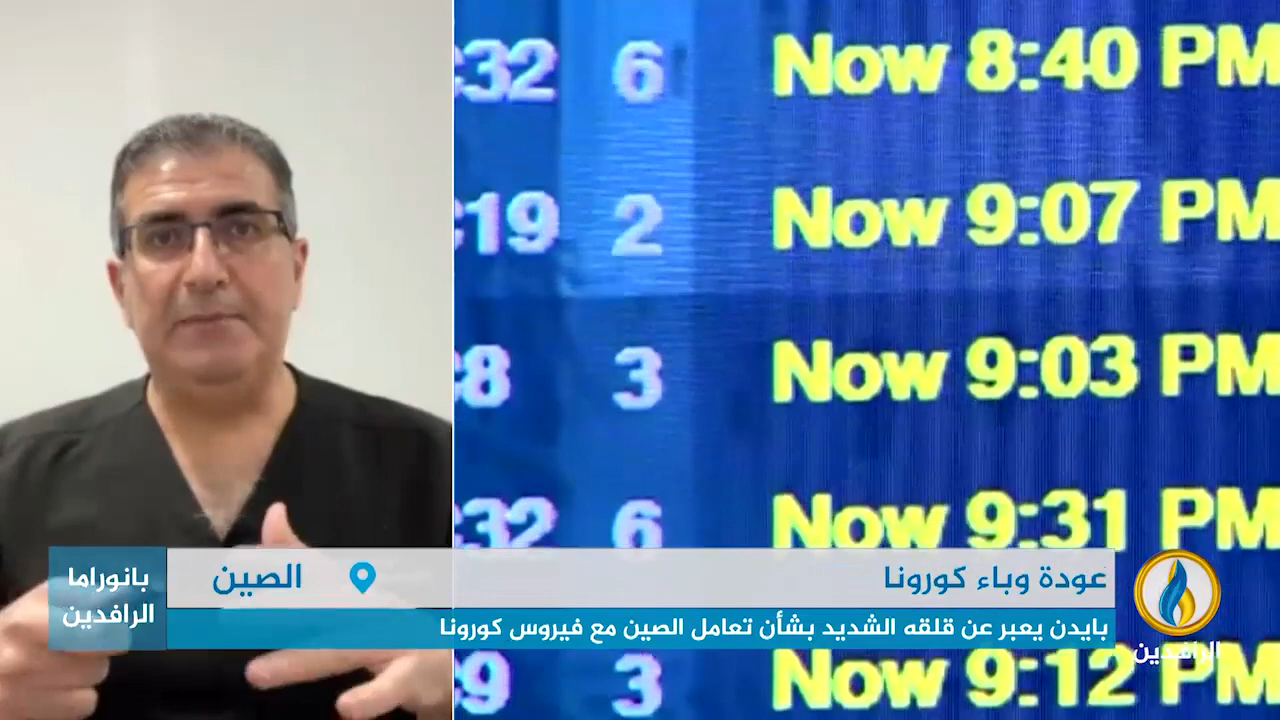 :32 6 Now 8:40 PM
:19 2 Now 9:07 PM
8 3 Now 9:03 PM
:32 6 Now 9:31 PM
عودة وباء كورونا
الصين
بانوراما
الرافدين
بايدن يعبر عن قلقه الشديد بشأن تعامل الصين مع فيروس كورونا
الرافدين
9 3 Now 9:12 PM